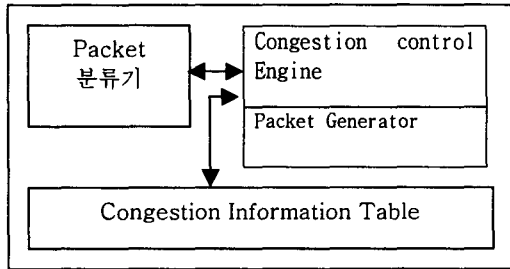 Packet
분류기
Congestion control
Engine
Packet Generator
Congestion Information Table